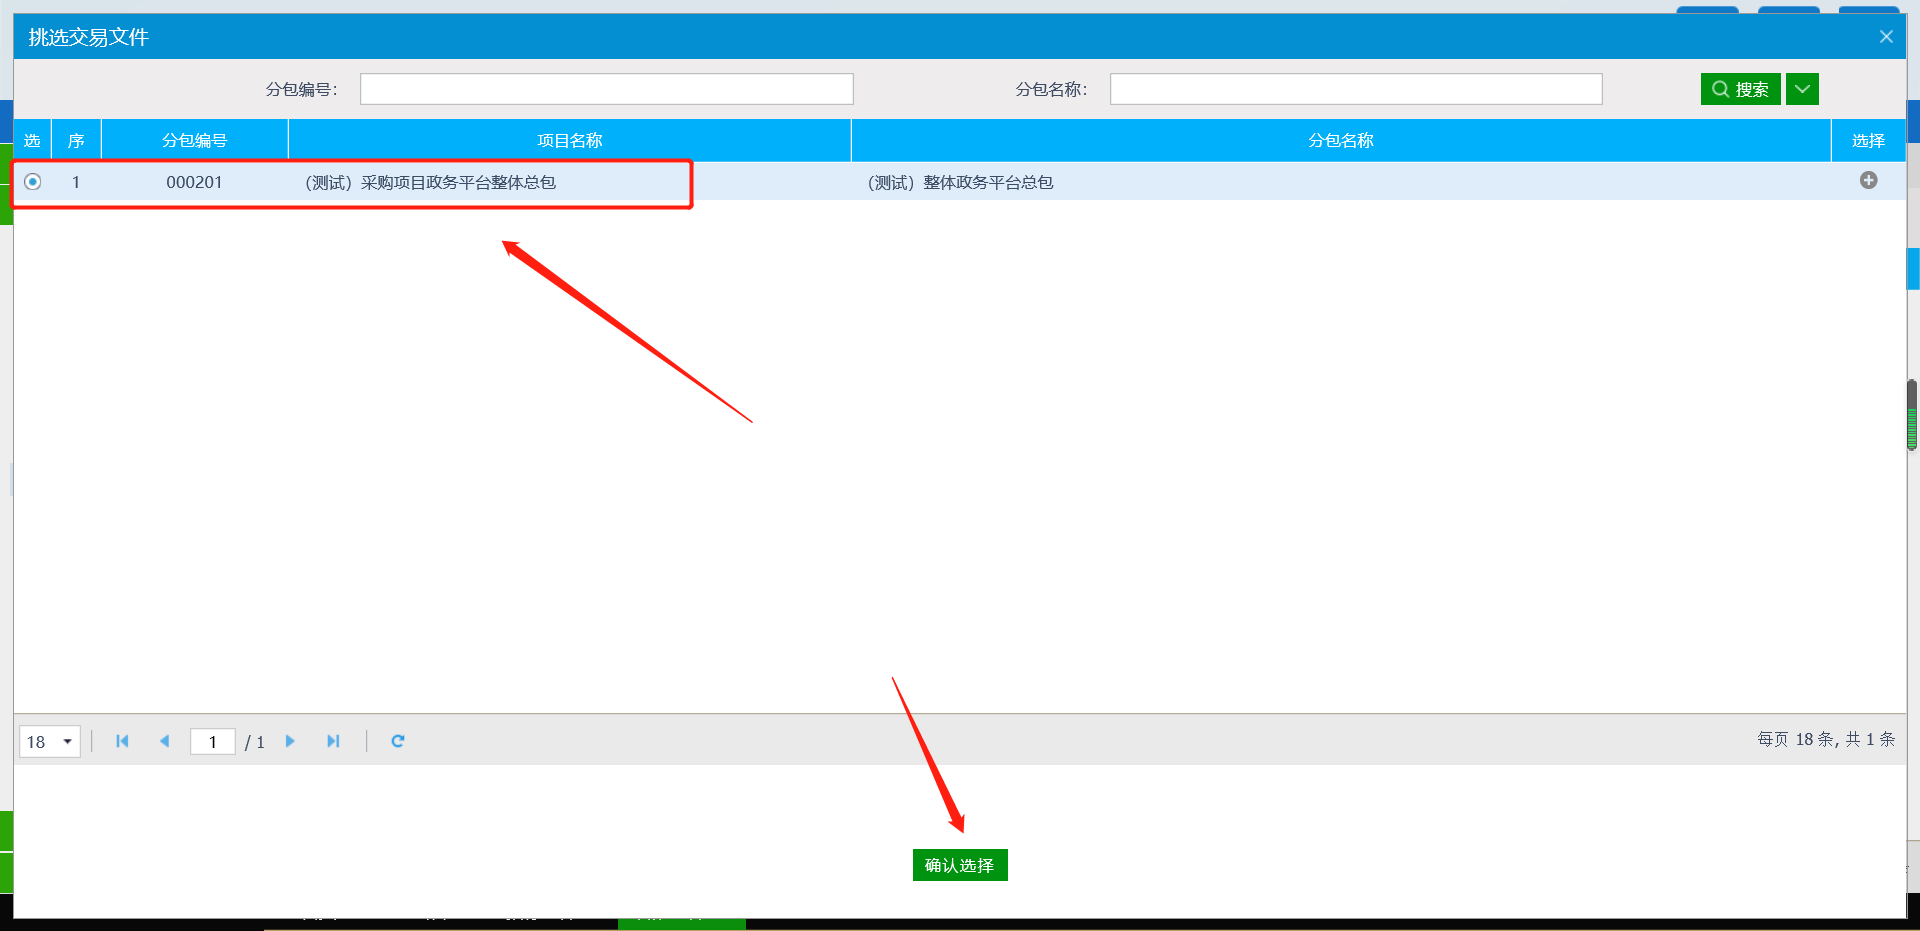 挑选交易文件
分包编号： 分包名称： 搜索
选 序 分包编号 项目名称 分包名称 选择
1 000201 （测试）采购项目政务平台整体总包 （测试）整体政务平台总包
18 1 / 1 每页 18 条, 共 1 条
确认选择